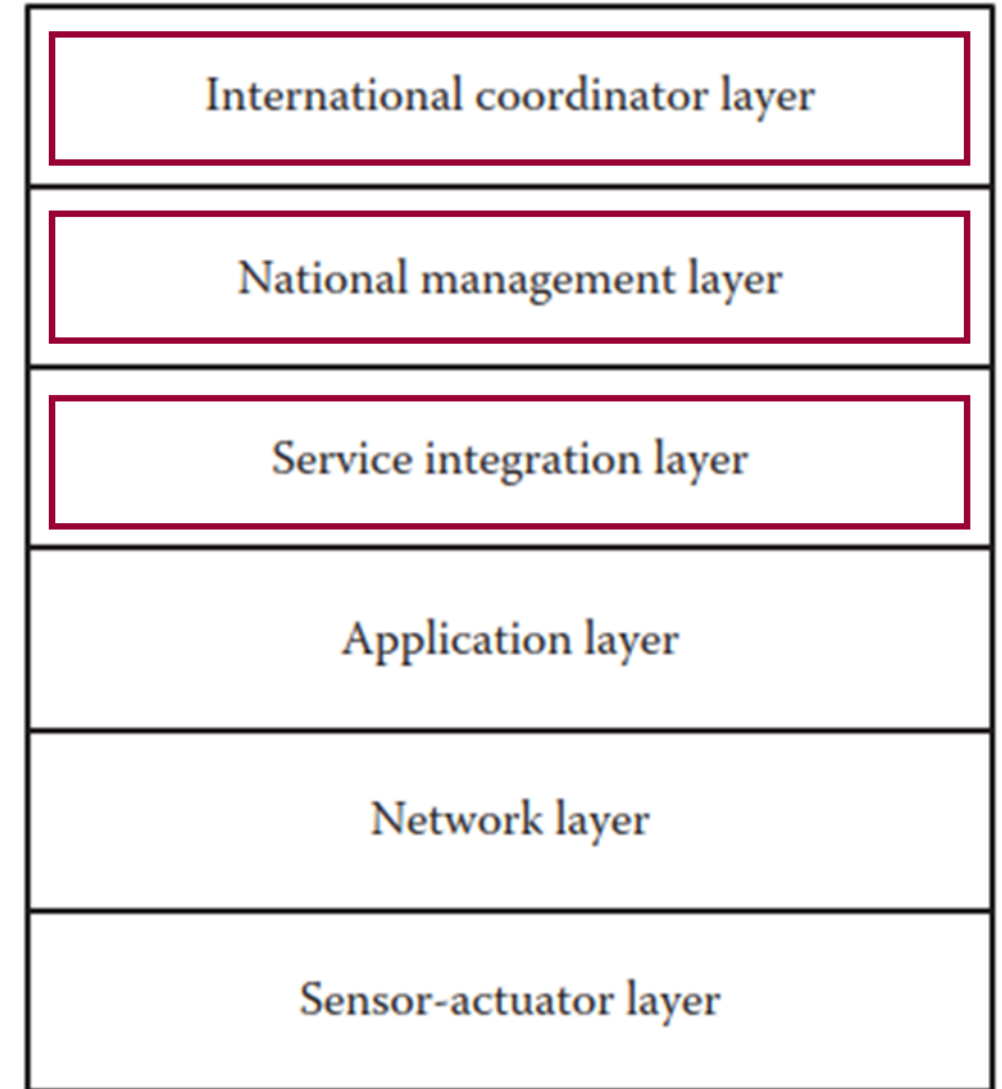 International coordinator layer
National management layer
Service integration layer
Application layer
Network layer
Sensor-actuator layer